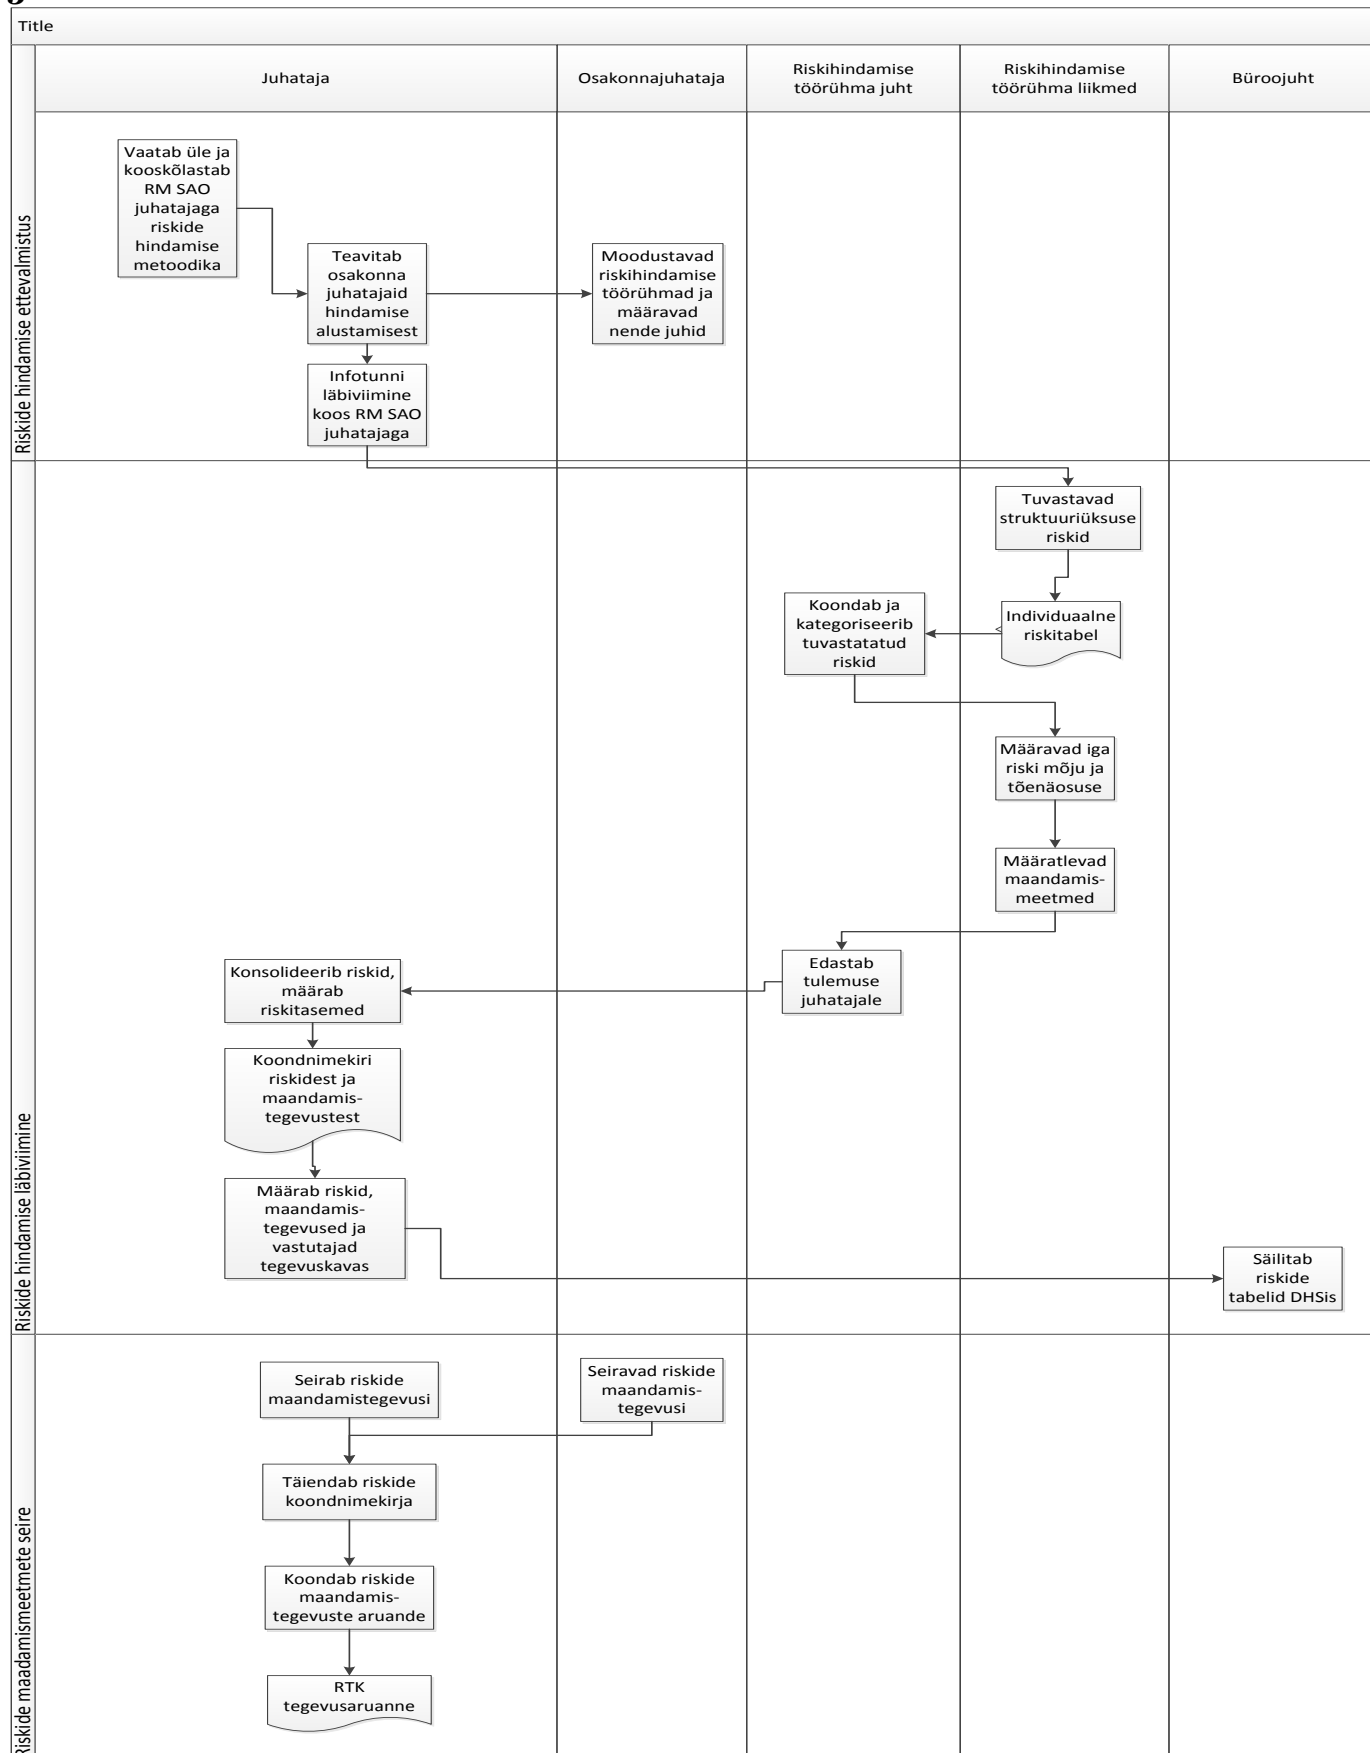 Title
Juhataja
Osakonnajuhataja
Riskihindamise
töörühma juht
Riskihindamise
töörühma liikmed
Büroojuht
Riskide hindamise ettevalmistus
Vaatab üle ja
kooskõlastab
RM SAO
juhatajaga
riskide
hindamise
metoodika
Teavitab
osakonna
juhatajaid
hindamise
alustamisest
Moodustavad
riskihindamise
töörühmad ja
määravad
nende juhid
Infotunni
läbiviimine
koos RM SAO
juhatajaga
Riskide hindamise läbiviimine
Tuvastavad
struktuuriüksuse
riskid
Individuaalne
riskitabel
Koondab ja
kategoriseerib
tuvastatatud
riskid
Määravad iga
riski mõju ja
tõenäosuse
Määratlevad
maandamis-
meetmed
Edastab
tulemuse
juhatajale
Konsolideerib riskid,
määrab
riskitasemed
Koondnimekiri
riskidest ja
maandamis-
tegevustest
Määrab riskid,
maandamis-
tegevused ja
vastutajad
tegevuskavas
Säilitab
riskide
tabelid DHSis
Riskide maadamismeetmete seire
Seirab riskide
maandamistegevusi
Seiravad riskide
maandamis-
tegevusi
Täiendab riskide
koondnimekirja
Koondab riskide
maandamis-
tegevuste aruande
RTK
tegevusaruanne